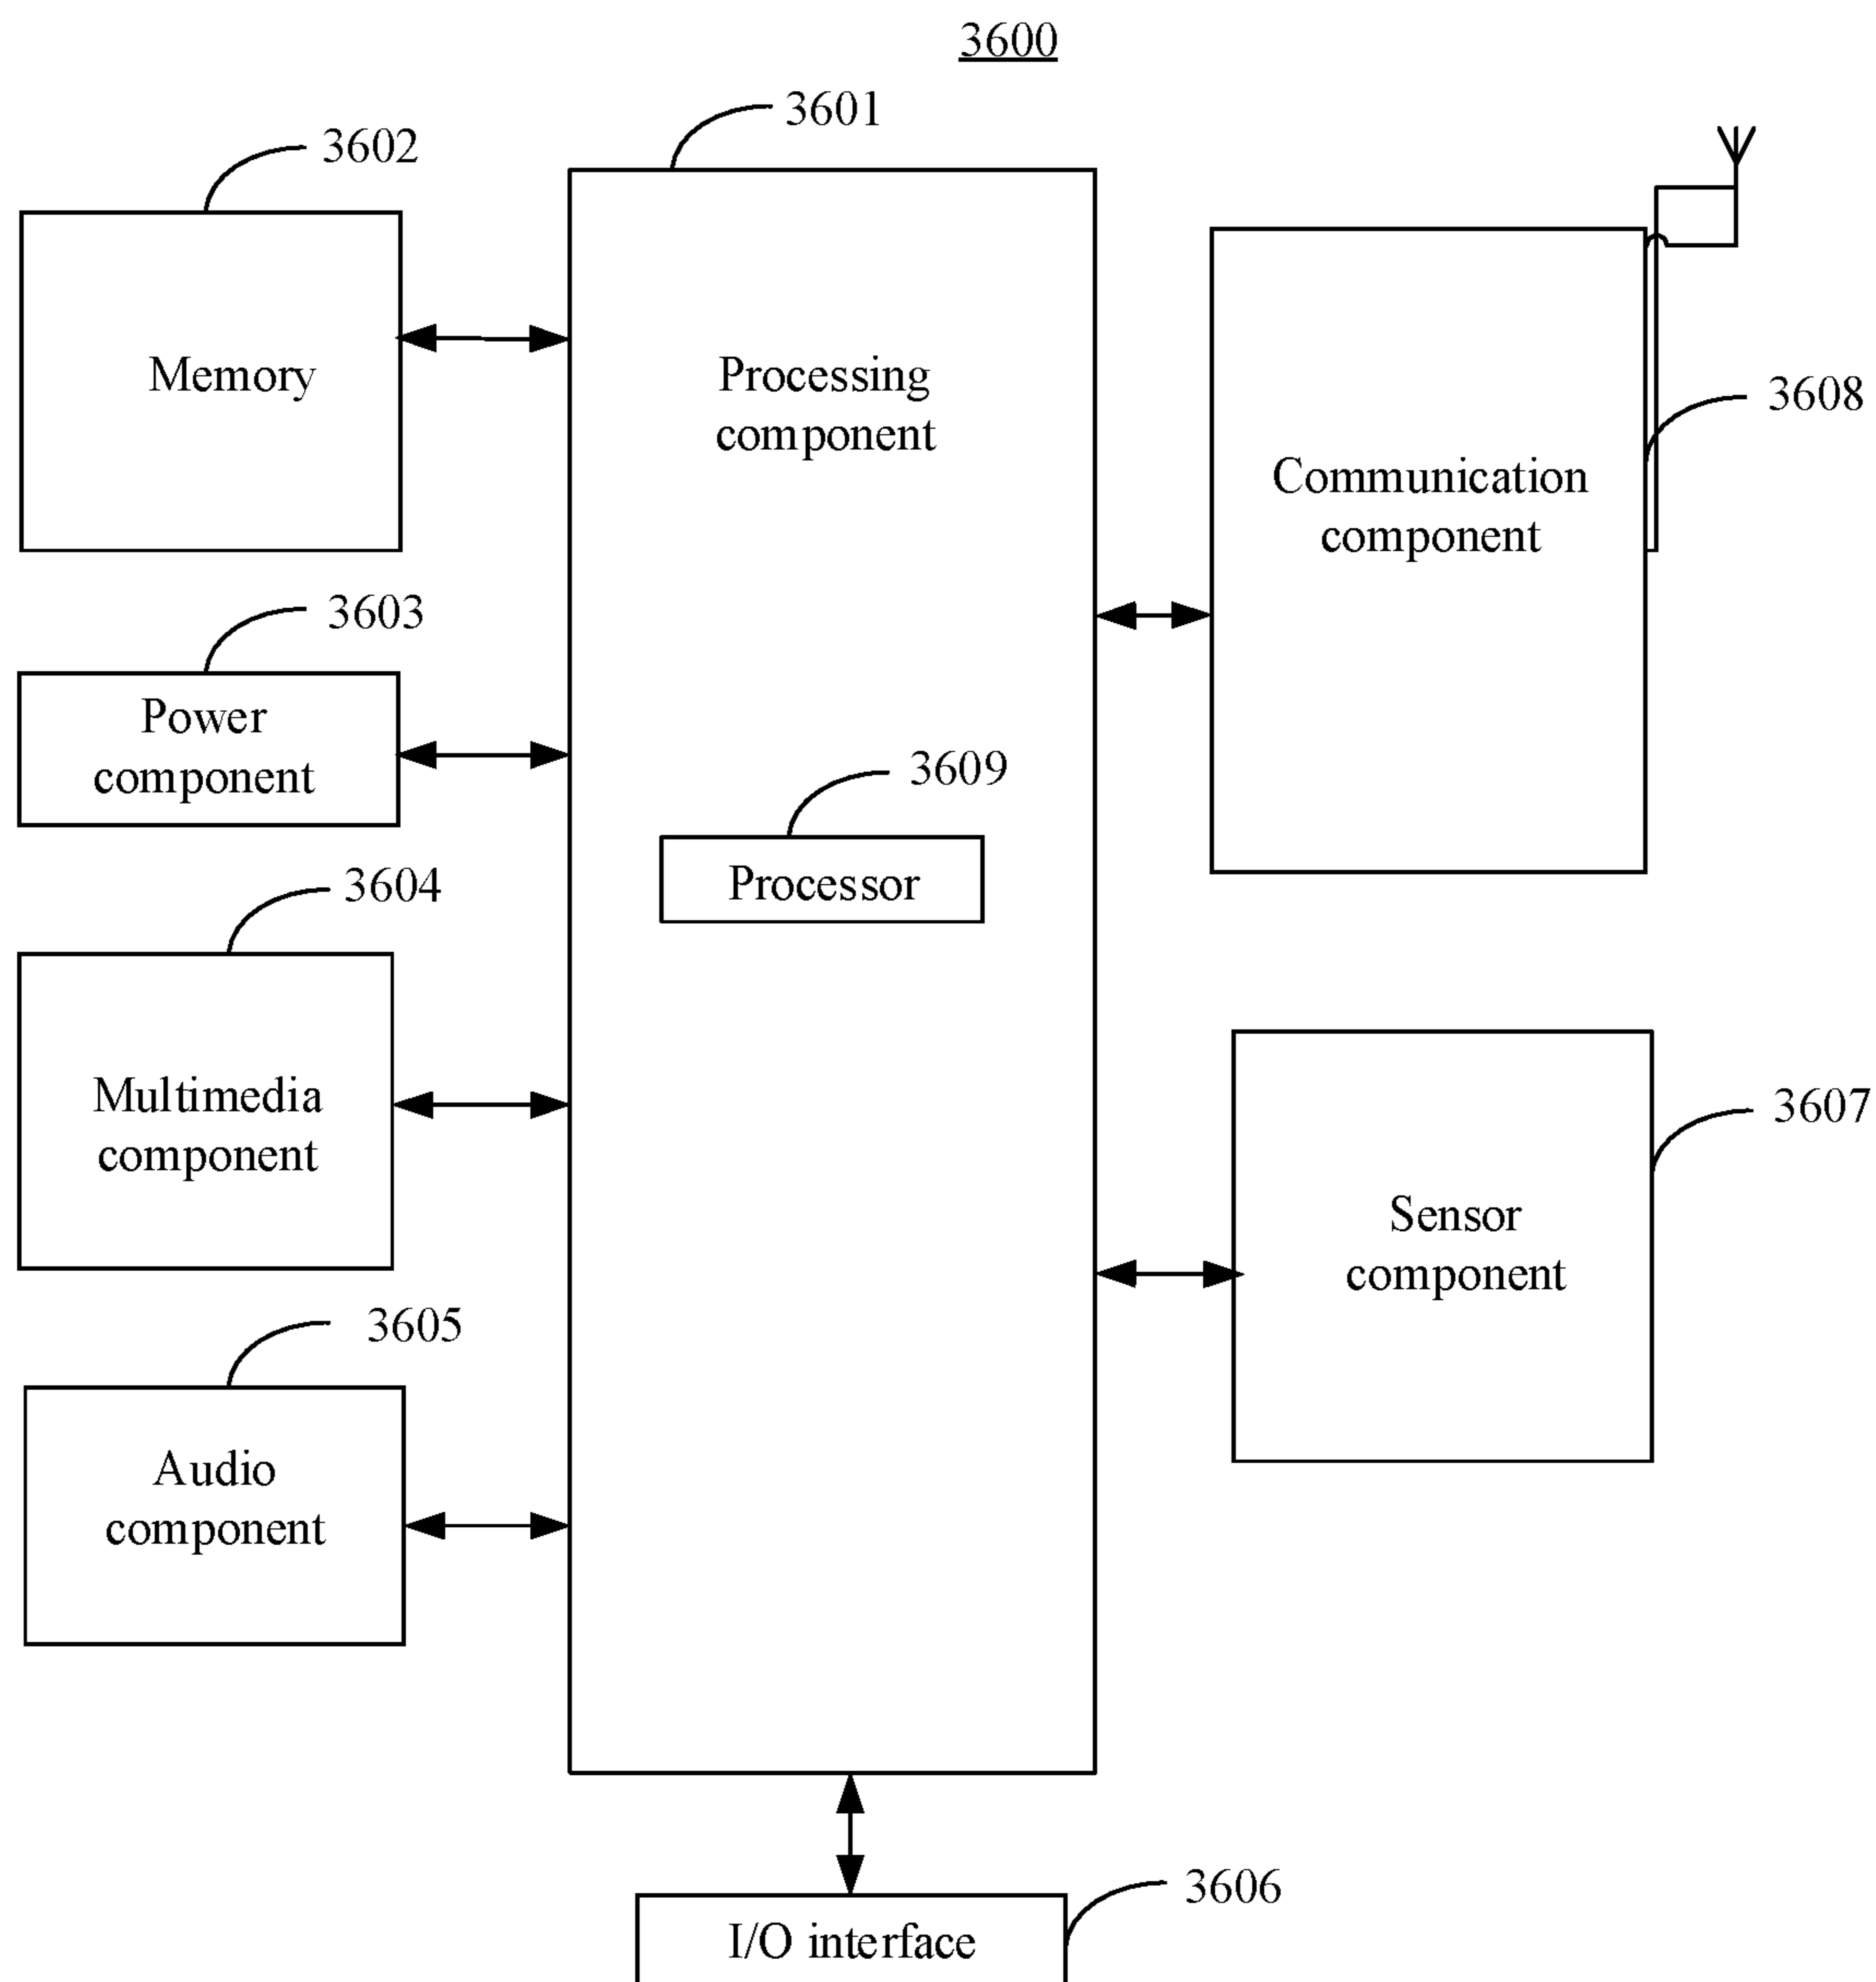 3600
3601
3602
Memory
Processing
component
Communication
component
3608
3603
Power
component
3609
Processor
3604
Multimedia
component
3607
Sensor
component
3605
Audio
component
3606
I/O interface